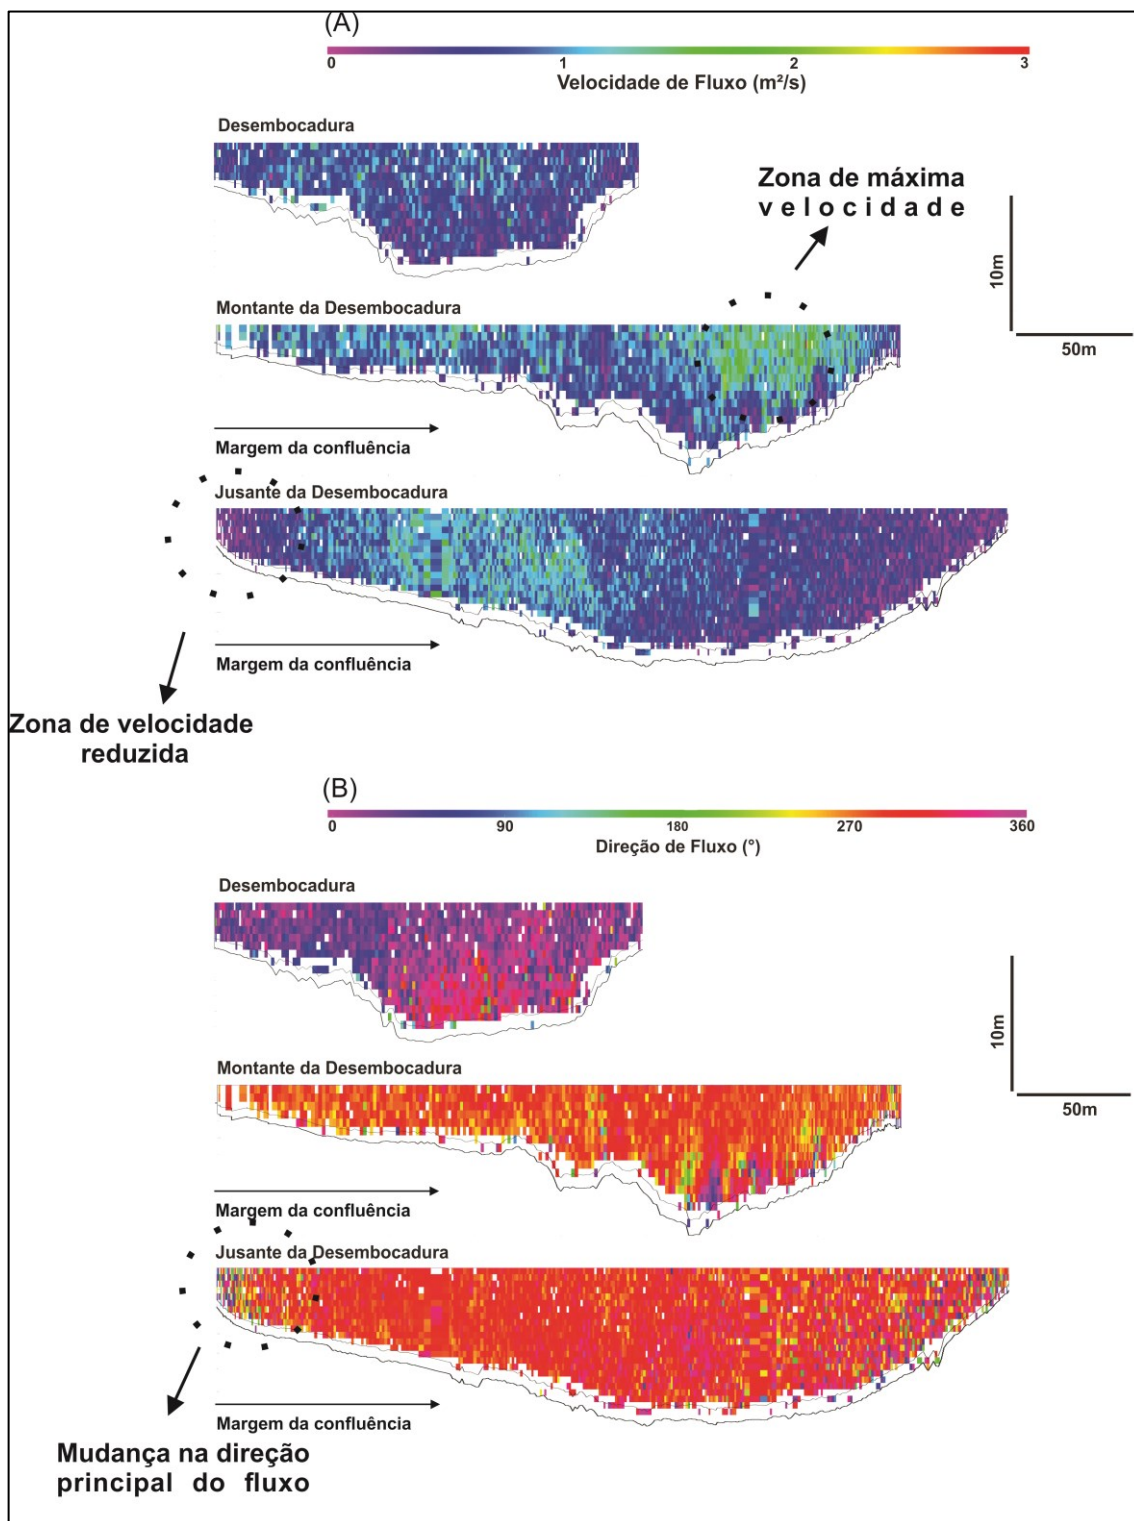 (A)
0 1 2 3
Velocidade de Fluxo (m²/s)
Desembocadura
Zona de máxima
velocidade
10m
50m
Montante da Desembocadura
Margem da confluência
Jusante da Desembocadura
Margem da confluência
Zona de velocidade
reduzida
(B)
0 90 180 270 360
Direção de Fluxo (°)
Desembocadura
10m
50m
Montante da Desembocadura
Margem da confluência
Jusante da Desembocadura
Margem da confluência
Mudança na direção
principal do fluxo